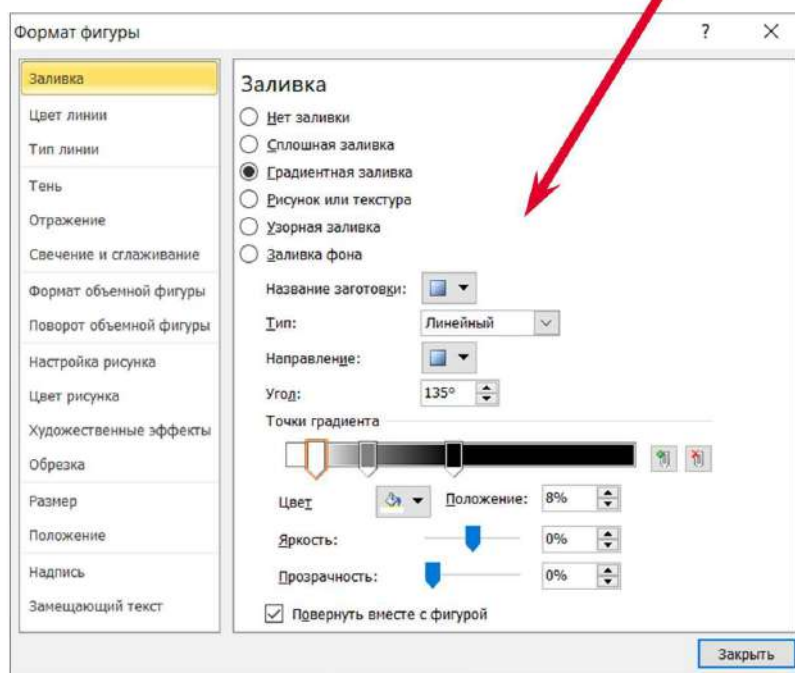 Формат фигуры ? ✕
Заливка
Цвет линии
Тип линии
Тень
Отражение
Свечение и сглаживание
Формат объемной фигуры
Поворот объемной фигуры
Настройка рисунка
Цвет рисунка
Художественные эффекты
Обрезка
Размер
Положение
Надпись
Замещающий текст
Заливка
Нет заливки
Сплошная заливка
Градиентная заливка
Рисунок или текстура
Узорная заливка
Заливка фона
Название заготовки:
Тип: Линейный
Направление:
Угол: 135°
Точки градиента
Цвет Положение: 8%
Яркость: 0%
Прозрачность: 0%
Повернуть вместе с фигурой
Закрыть